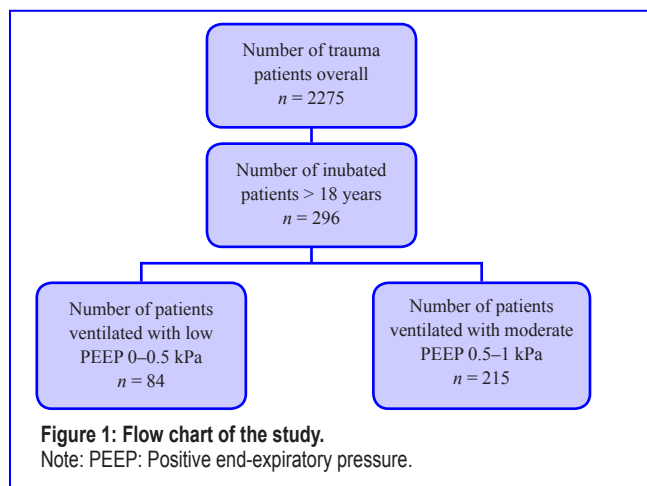 Number of trauma
patients overall
n = 2275
Number of inubated
patients > 18 years
n = 296
Number of patients
ventilated with low
PEEP 0–0.5 kPa
n = 84
Number of patients
ventilated with moderate
PEEP 0.5–1 kPa
n = 215
Figure 1: Flow chart of the study.
Note: PEEP: Positive end-expiratory pressure.